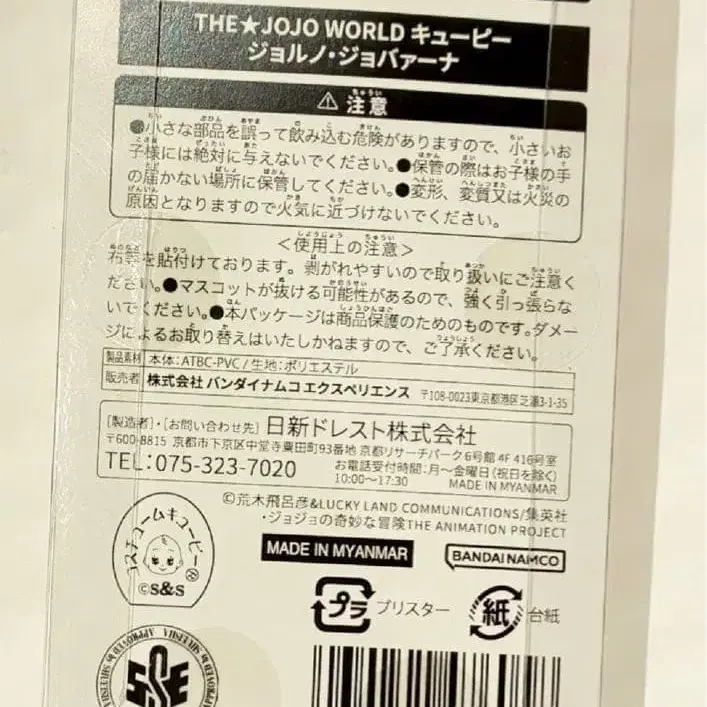 THE★JOJO WORLD キューピー
ジョルノ・ジョバァーナ
⚠ 注意
●小さな部品を誤って飲み込む危険がありますので、小さいお
子様には絶対に与えないでください。●保管の際はお子様の手
の届かない場所に保管してください。●変形、変質又は火災の
原因となりますので火気に近づけないでください。
＜使用上の注意＞
布等を貼付けております。剥がれやすいので取り扱いにご注意く
ださい。●マスコットが抜ける可能性があるので、強く引っ張らな
いでください。●本パッケージは商品保護のためのものです。ダメー
ジによるお取り替えはいたしかねますので、ご了承ください。
製品素材 本体：ATBC-PVC / 生地：ポリエステル
販売者 株式会社 バンダイナムコ エクスペリエンス 〒108-0023東京都港区芝浦3-1-35
［製造者］・［お問い合わせ先］日新ドレスト株式会社
〒600-8815 京都市下京区中堂寺粟田町93番地 京都リサーチパーク6号館 4F 416号室
TEL：075-323-7020 お電話受付時間：月〜金曜日（祝日を除く）
10:00〜17:30 MADE IN MYANMAR
©荒木飛呂彦&LUCKY LAND COMMUNICATIONS/集英社
・ジョジョの奇妙な冒険THE ANIMATION PROJECT
コスチュームキューピー®
©S&S
MADE IN MYANMAR
BANDAI NAMCO
プラ ブリスター
紙 台紙
APPROVED by SHUEISHA